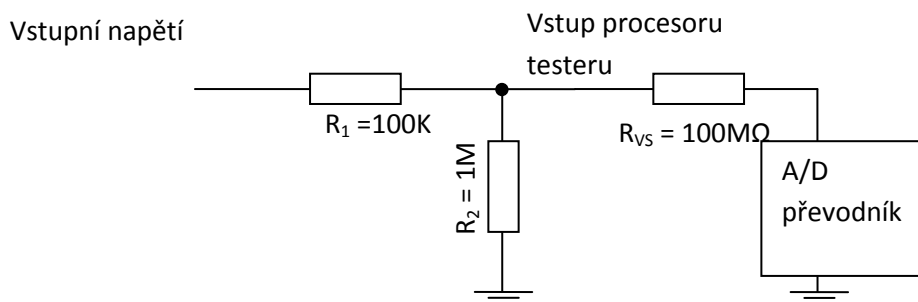 Vstupní napětí
Vstup procesoru
testeru
R₁ =100K
R₂ = 1M
Rᵥₛ = 100MΩ
A/D
převodník